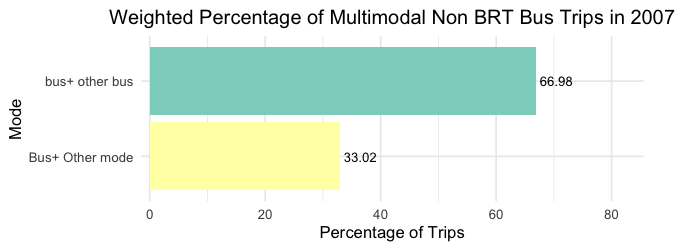 Weighted Percentage of Multimodal Non BRT Bus Trips in 2007
bus+ other bus
66.98
Mode
Bus+ Other mode
33.02
0 20 40 60 80
Percentage of Trips